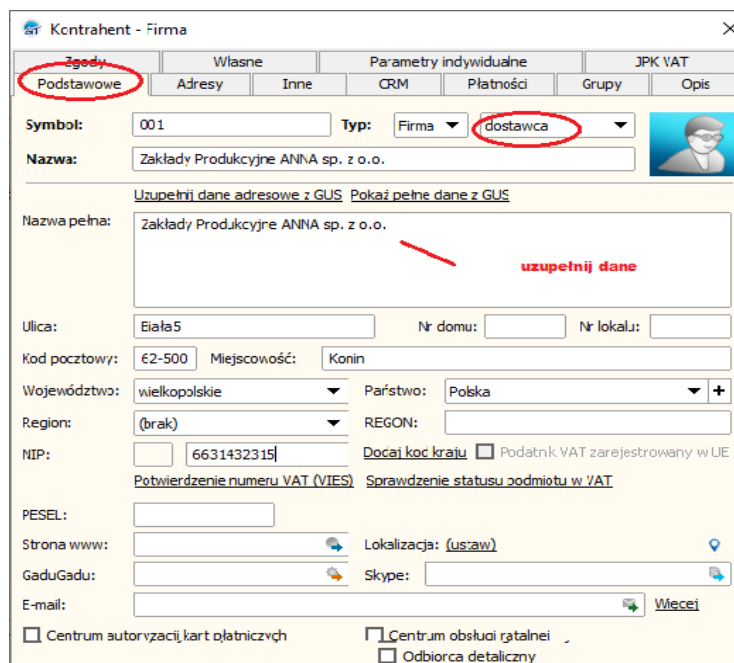 Kontrahent - Firma
Zgody Własne Parametry indywidualne JPK VAT
Podstawowe Adresy Inne CRM Płatności Grupy Opis
Symbol: 001 Typ: Firma dostawca
Nazwa: Zakłady Produkcyjne ANNA sp. z o.o.
Uzupełnij dane adresowe z GUS Pokaż pełne dane z GUS
Nazwa pełna: Zakłady Produkcyjne ANNA sp. z o.o.
uzupełnij dane
Ulica: Biała 5 Nr domu: Nr lokalu:
Kod pocztowy: 62-500 Miejscowość: Konin
Województwo: wielkopolskie Państwo: Polska
Region: (brak) REGON:
NIP: 6631432315 Dodaj kod kraju Podatnik VAT zarejestrowany w UE
Potwierdzenie numeru VAT (VIES) Sprawdzenie statusu podmiotu w VAT
PESEL:
Strona www: Lokalizacja: (ustaw)
GaduGadu: Skype:
E-mail: Więcej
Centrum autoryzacji kart płatniczych Centrum obsługi ratalnej
Odbiorca detaliczny